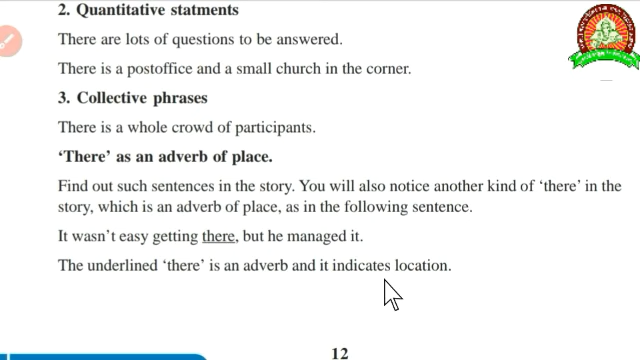 2. Quantitative statments
There are lots of questions to be answered.
There is a postoffice and a small church in the corner.
3. Collective phrases
There is a whole crowd of participants.
‘There’ as an adverb of place.
Find out such sentences in the story. You will also notice another kind of ‘there’ in the
story, which is an adverb of place, as in the following sentence.
It wasn’t easy getting there, but he managed it.
The underlined ‘there’ is an adverb and it indicates location.
12